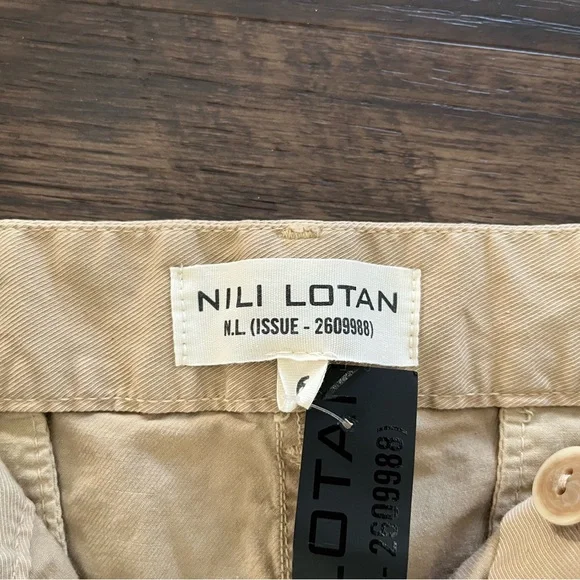 NILI LOTAN
N.L. (ISSUE - 2609988)
LOTAN
- 2609988)